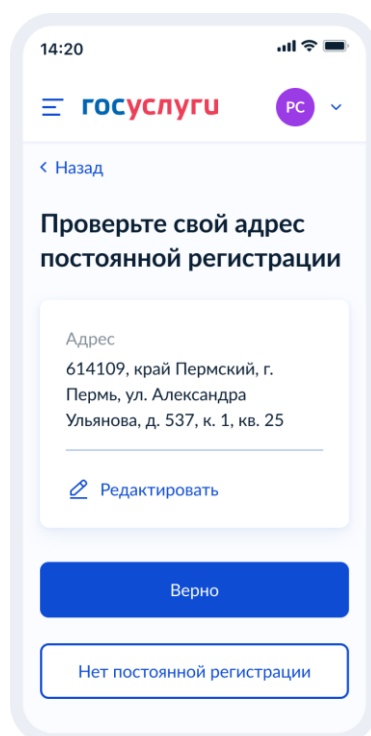 14:20
госуслуги
РС
Назад
Проверьте свой адрес
постоянной регистрации
Адрес
614109, край Пермский, г.
Пермь, ул. Александра
Ульянова, д. 537, к. 1, кв. 25
Редактировать
Верно
Нет постоянной регистрации